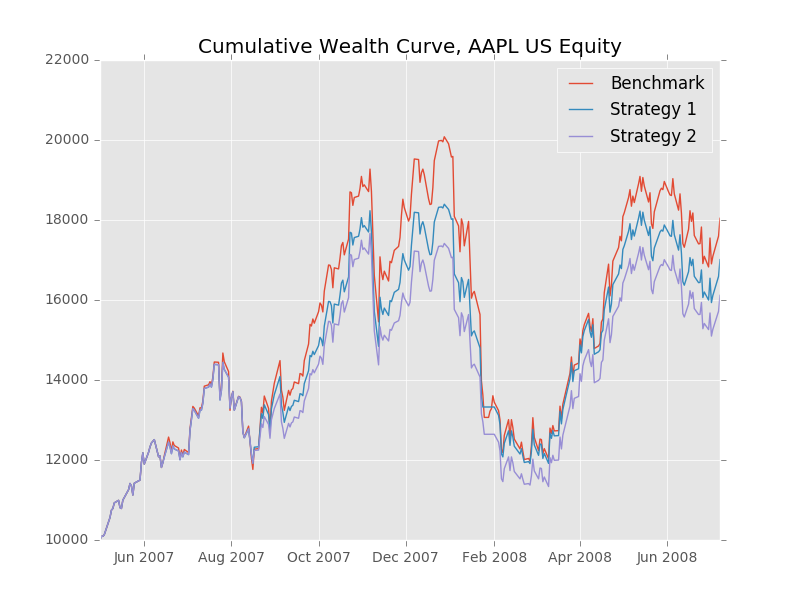 Cumulative Wealth Curve, AAPL US Equity
22000
20000
18000
16000
14000
12000
10000
Benchmark
Strategy 1
Strategy 2
Jun 2007 Aug 2007 Oct 2007 Dec 2007 Feb 2008 Apr 2008 Jun 2008